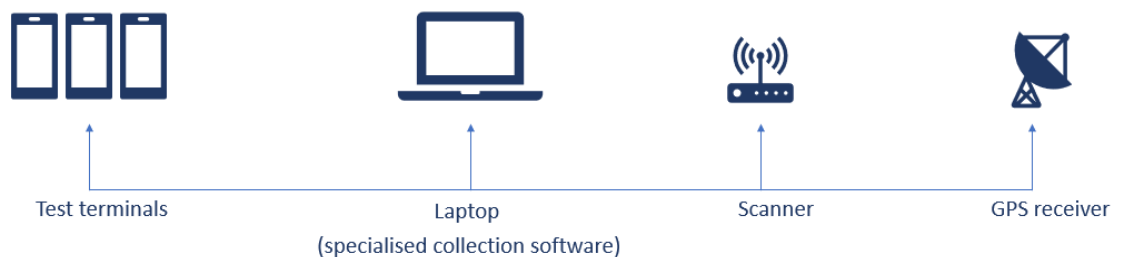 Test terminals
Laptop
(specialised collection software)
Scanner
GPS receiver